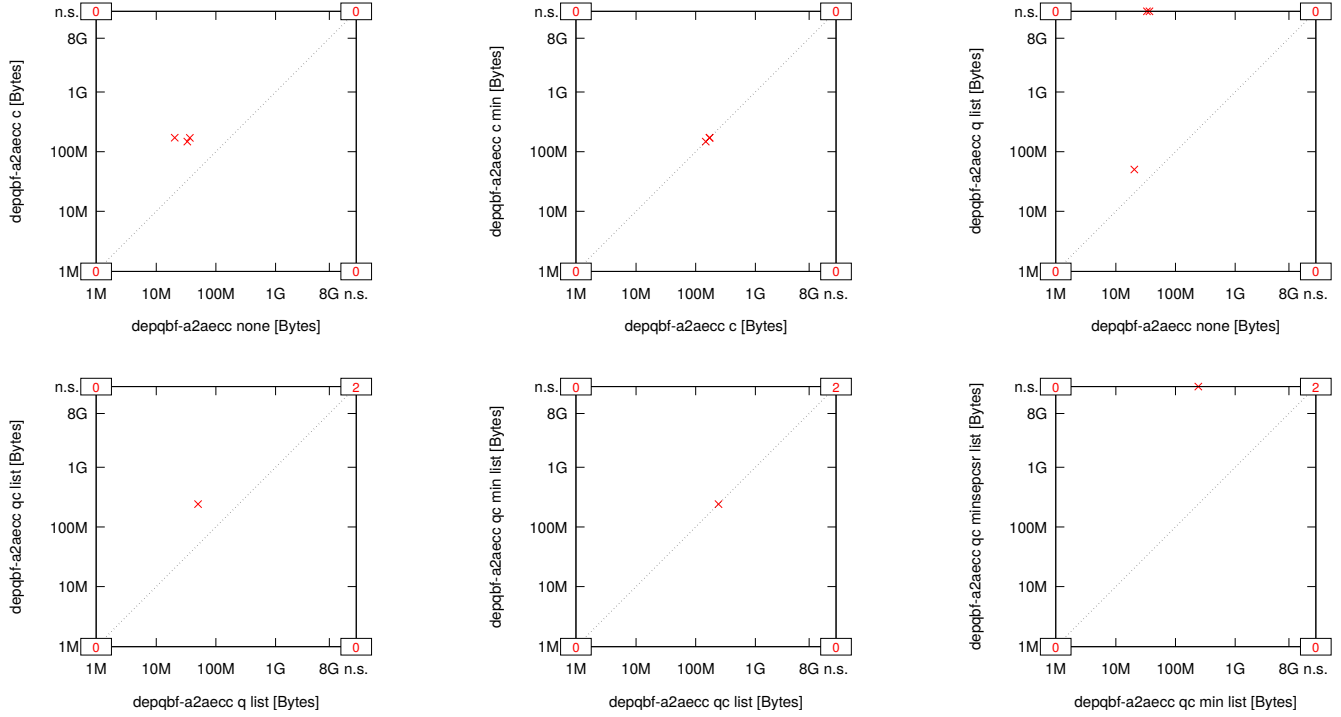 n.s.
0
0
8G
1G
100M
10M
1M
0
0
1M
10M
100M
1G
8G n.s.
depqbf-a2aecc c [Bytes]
depqbf-a2aecc none [Bytes]
n.s.
0
0
8G
1G
100M
10M
1M
0
0
1M
10M
100M
1G
8G n.s.
depqbf-a2aecc c min [Bytes]
depqbf-a2aecc c [Bytes]
n.s.
0
0
8G
1G
100M
10M
1M
0
0
1M
10M
100M
1G
8G n.s.
depqbf-a2aecc q list [Bytes]
depqbf-a2aecc none [Bytes]
n.s.
0
2
8G
1G
100M
10M
1M
0
0
1M
10M
100M
1G
8G n.s.
depqbf-a2aecc qc list [Bytes]
depqbf-a2aecc q list [Bytes]
n.s.
0
2
8G
1G
100M
10M
1M
0
0
1M
10M
100M
1G
8G n.s.
depqbf-a2aecc qc min list [Bytes]
depqbf-a2aecc qc list [Bytes]
n.s.
0
2
8G
1G
100M
10M
1M
0
0
1M
10M
100M
1G
8G n.s.
depqbf-a2aecc qc minsepcsr list [Bytes]
depqbf-a2aecc qc min list [Bytes]